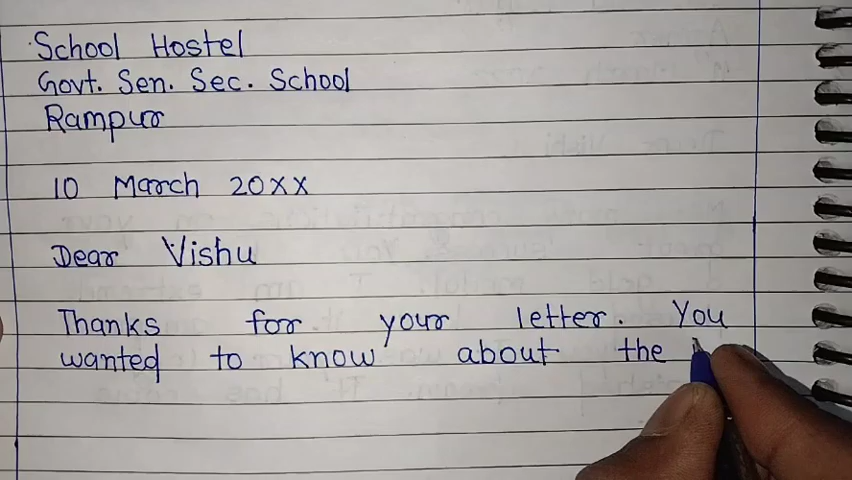 School Hostel
Govt. Sen. Sec. School
Rampur
10 March 20XX
Dear Vishu
Thanks for your letter. You
wanted to know about the